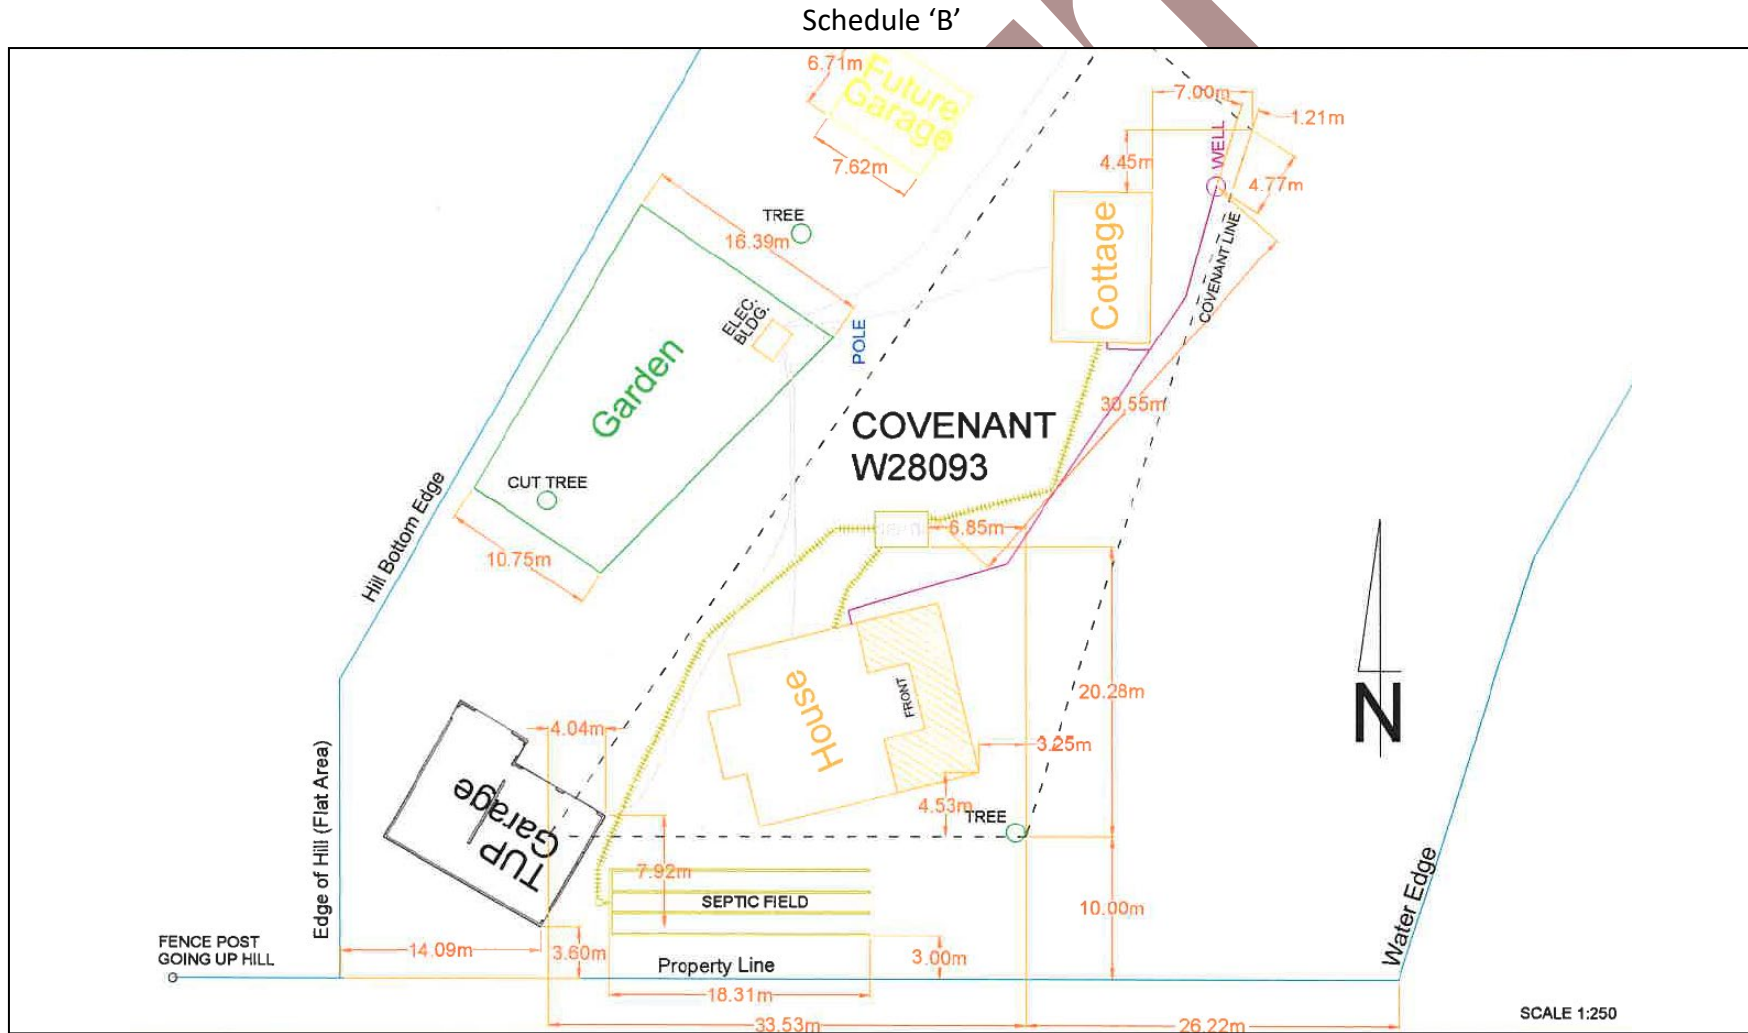 Schedule ‘B’
6.71m
Future
Garage
7.62m
7.00m
1.21m
4.45m
WELL
4.77m
TREE
16.39m
ELEC.
BLDG.
POLE
Cottage
COVENANT LINE
Garden
30.55m
COVENANT
W28093
CUT TREE
Hill Bottom Edge
10.75m
6.85m
House
FRONT
20.28m
N
4.04m
3.25m
TUP
Garage
4.53m
TREE
Edge of Hill (Flat Area)
7.92m
SEPTIC FIELD
10.00m
Water Edge
FENCE POST
GOING UP HILL
14.09m
3.60m
3.00m
Property Line
18.31m
33.53m
26.22m
SCALE 1:250